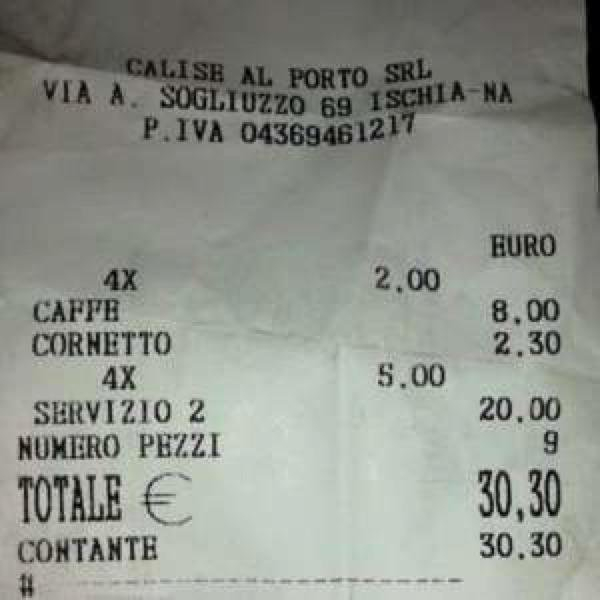 CALISE AL PORTO SRL
VIA A. SOGLIUZZO 69 ISCHIA-NA
P.IVA 04369461217
EURO
4X 2.00
CAFFE 8.00
CORNETTO 2.30
4X 5.00
SERVIZIO 2 20.00
NUMERO PEZZI 9
TOTALE € 30,30
CONTANTE 30.30
#